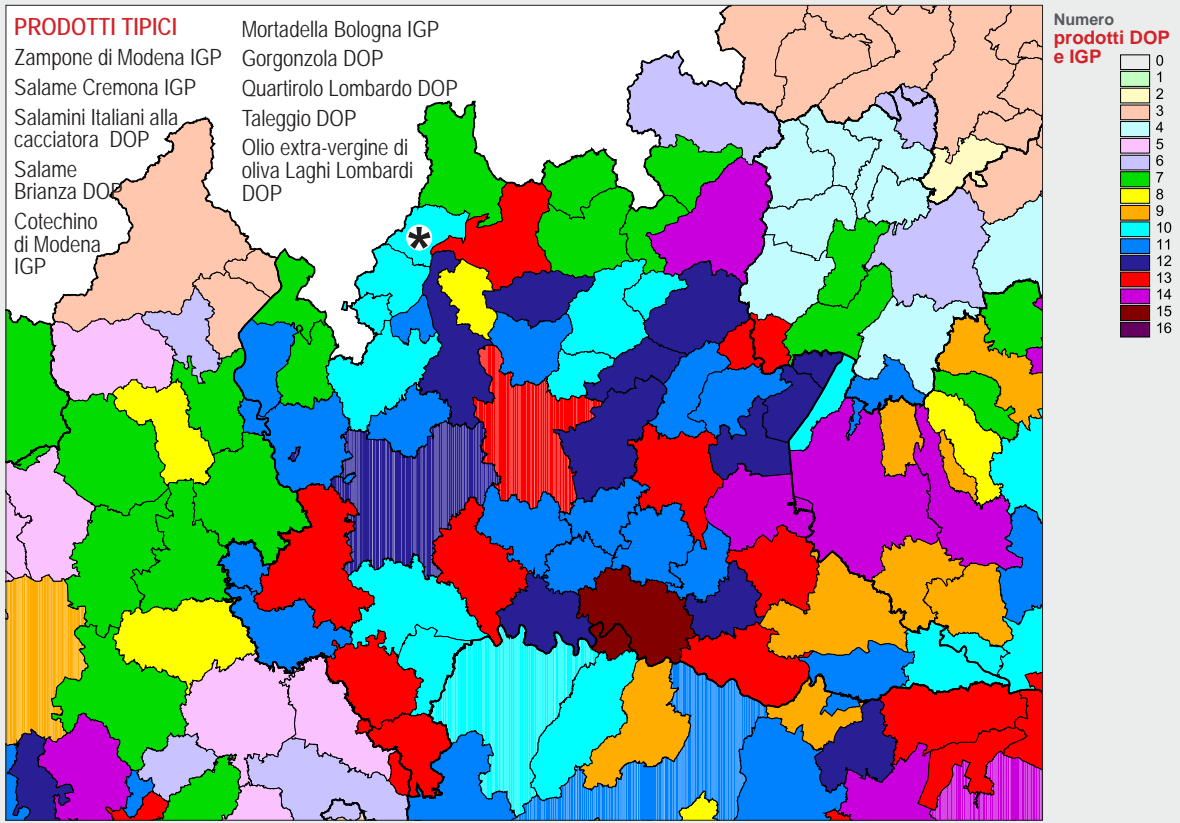 PRODOTTI TIPICI
Zampone di Modena IGP
Salame Cremona IGP
Salamini Italiani alla
cacciatora DOP
Salame
Brianza DOP
Cotechino
di Modena
IGP
Mortadella Bologna IGP
Gorgonzola DOP
Quartirolo Lombardo DOP
Taleggio DOP
Olio extra-vergine di
oliva Laghi Lombardi
DOP
*
Numero
prodotti DOP
e IGP
0
1
2
3
4
5
6
7
8
9
10
11
12
13
14
15
16